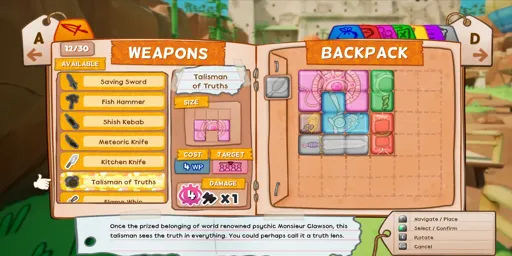 A
12/30
WEAPONS
BACKPACK
D
AVAILABLE
Saving Sword
Fish Hammer
Shish Kebab
Meteoric Knife
Kitchen Knife
Talisman of Truths
Flame Whip
Talisman
of Truths
SIZE
COST
TARGET
4 WP
DAMAGE
4
x1
Once the prized belonging of world renowned psychic Monsieur Glawson, this
talisman sees the truth in everything. You could perhaps call it a truth lens.
Navigate / Place
Select / Confirm
Rotate
Cancel